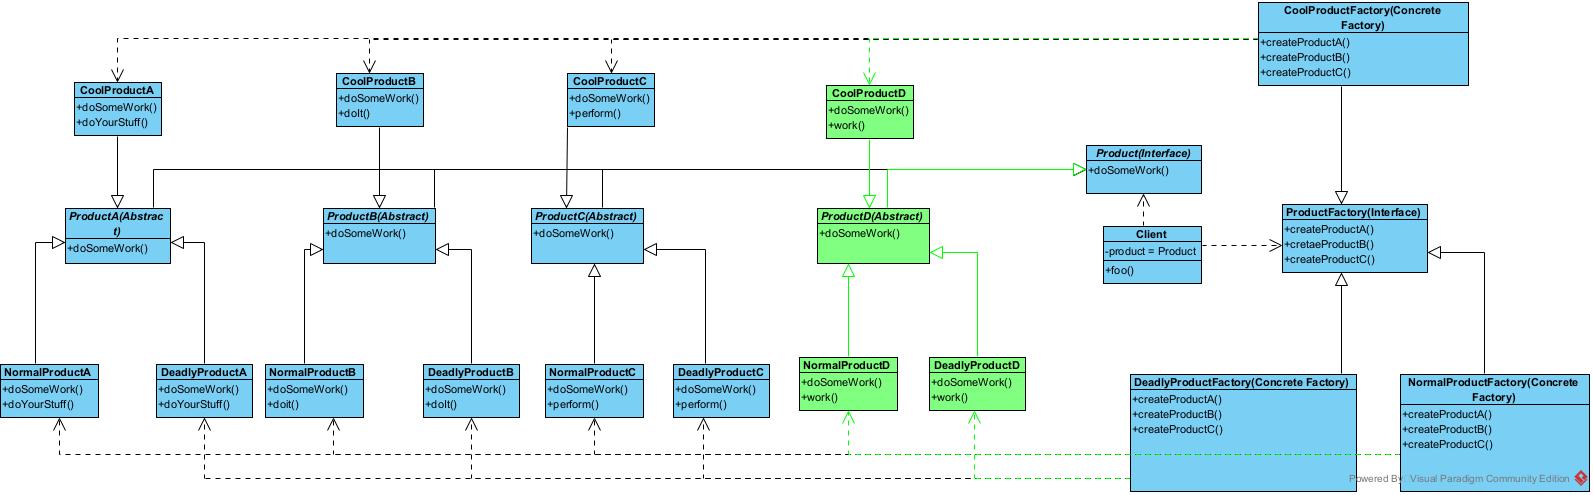 CoolProductFactory(Concrete
Factory)
+createProductA()
+createProductB()
+createProductC()
CoolProductA
+doSomeWork()
+doYourStuff()
CoolProductB
+doSomeWork()
+doIt()
CoolProductC
+doSomeWork()
+perform()
CoolProductD
+doSomeWork()
+work()
Product(Interface)
+doSomeWork()
ProductA(Abstrac
t)
+doSomeWork()
ProductB(Abstract)
+doSomeWork()
ProductC(Abstract)
+doSomeWork()
ProductD(Abstract)
+doSomeWork()
Client
-product = Product
+foo()
ProductFactory(Interface)
+createProductA()
+cretaeProductB()
+createProductC()
NormalProductA
+doSomeWork()
+doYourStuff()
DeadlyProductA
+doSomeWork()
+doYourStuff()
NormalProductB
+doSomeWork()
+doit()
DeadlyProductB
+doSomeWork()
+doIt()
NormalProductC
+doSomeWork()
+perform()
DeadlyProductC
+doSomeWork()
+perform()
NormalProductD
+doSomeWork()
+work()
DeadlyProductD
+doSomeWork()
+work()
DeadlyProductFactory(Concrete Factory)
+createProductA()
+createProductB()
+createProductC()
NormalProductFactory(Concrete
Factory)
+createProductA()
+createProductB()
+createProductC()
Powered By Visual Paradigm Community Edition